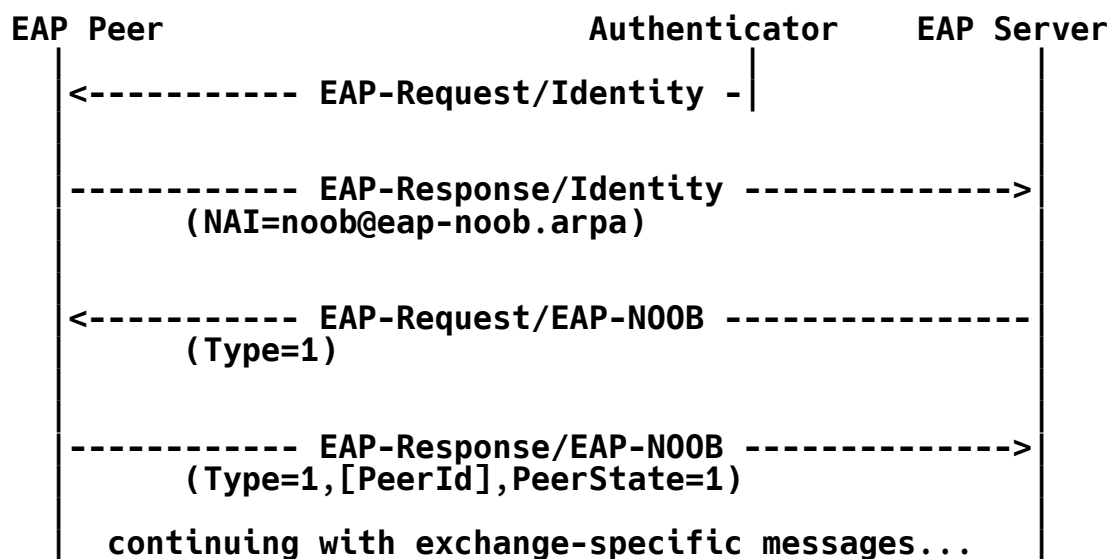 EAP Peer Authenticator EAP Server
<----------- EAP-Request/Identity -
------------ EAP-Response/Identity -------------->
(NAI=noob@eap-noob.arpa)
<----------- EAP-Request/EAP-NOOB ----------------
(Type=1)
------------ EAP-Response/EAP-NOOB -------------->
(Type=1,[PeerId],PeerState=1)
continuing with exchange-specific messages...